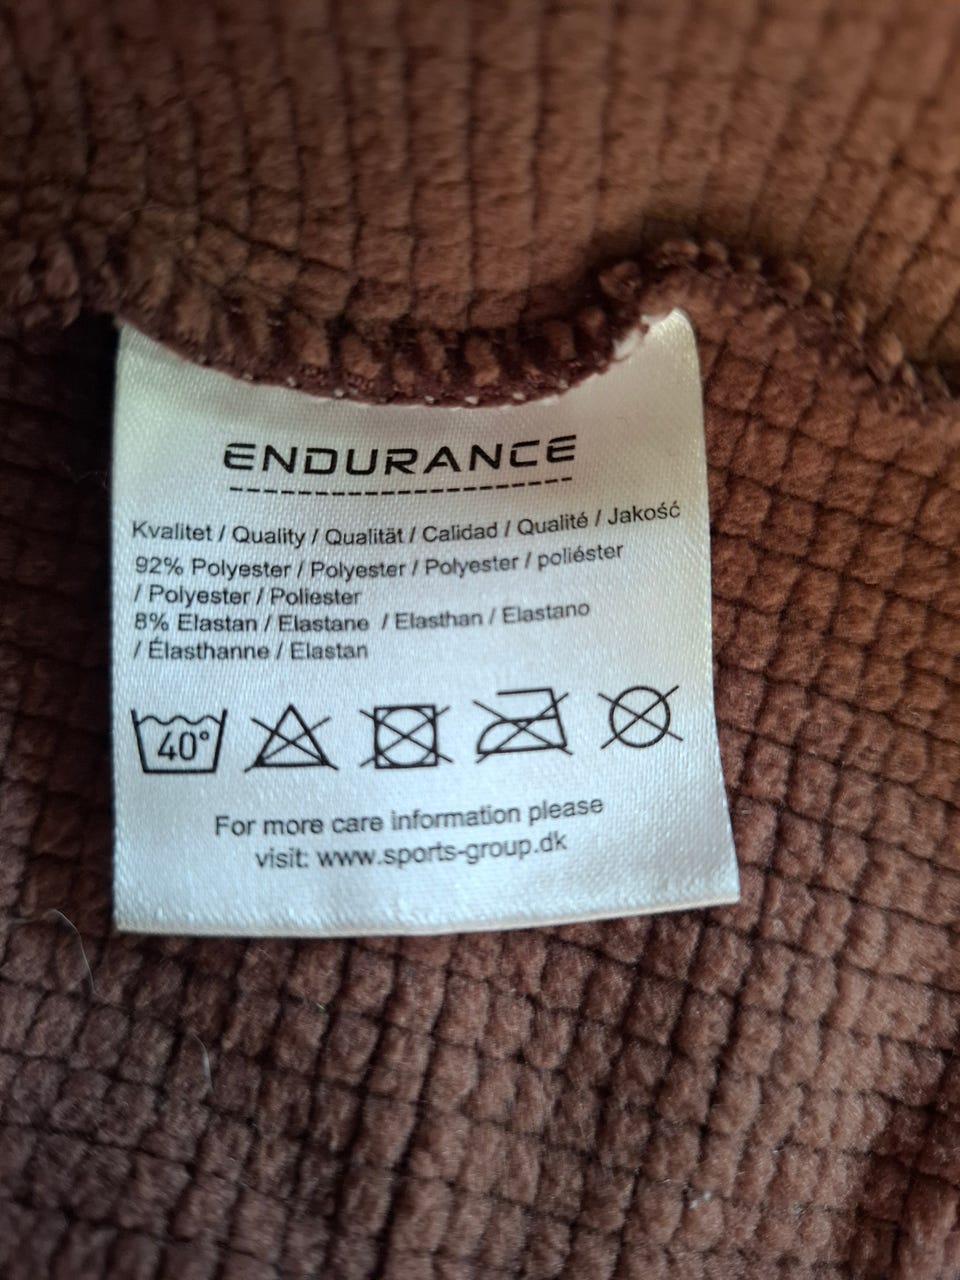 ENDURANCE
Kvalitet / Quality / Qualität / Calidad / Qualité / Jakość
92% Polyester / Polyester / Polyester / poliéster
/ Polyester / Poliester
8% Elastan / Elastane / Elasthan / Elastano
/ Élasthanne / Elastan
40°
For more care information please
visit: www.sports-group.dk